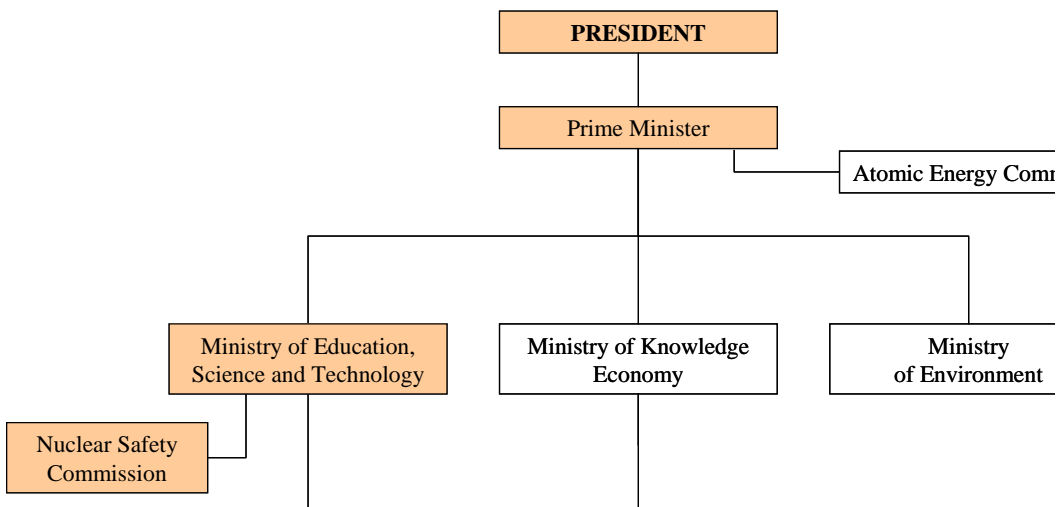 PRESIDENT
Prime Minister
Atomic Energy
Ministry of Education,
Science and Technology
Ministry of Knowledge
Economy
Ministry
of Environment
Nuclear Safety
Commission